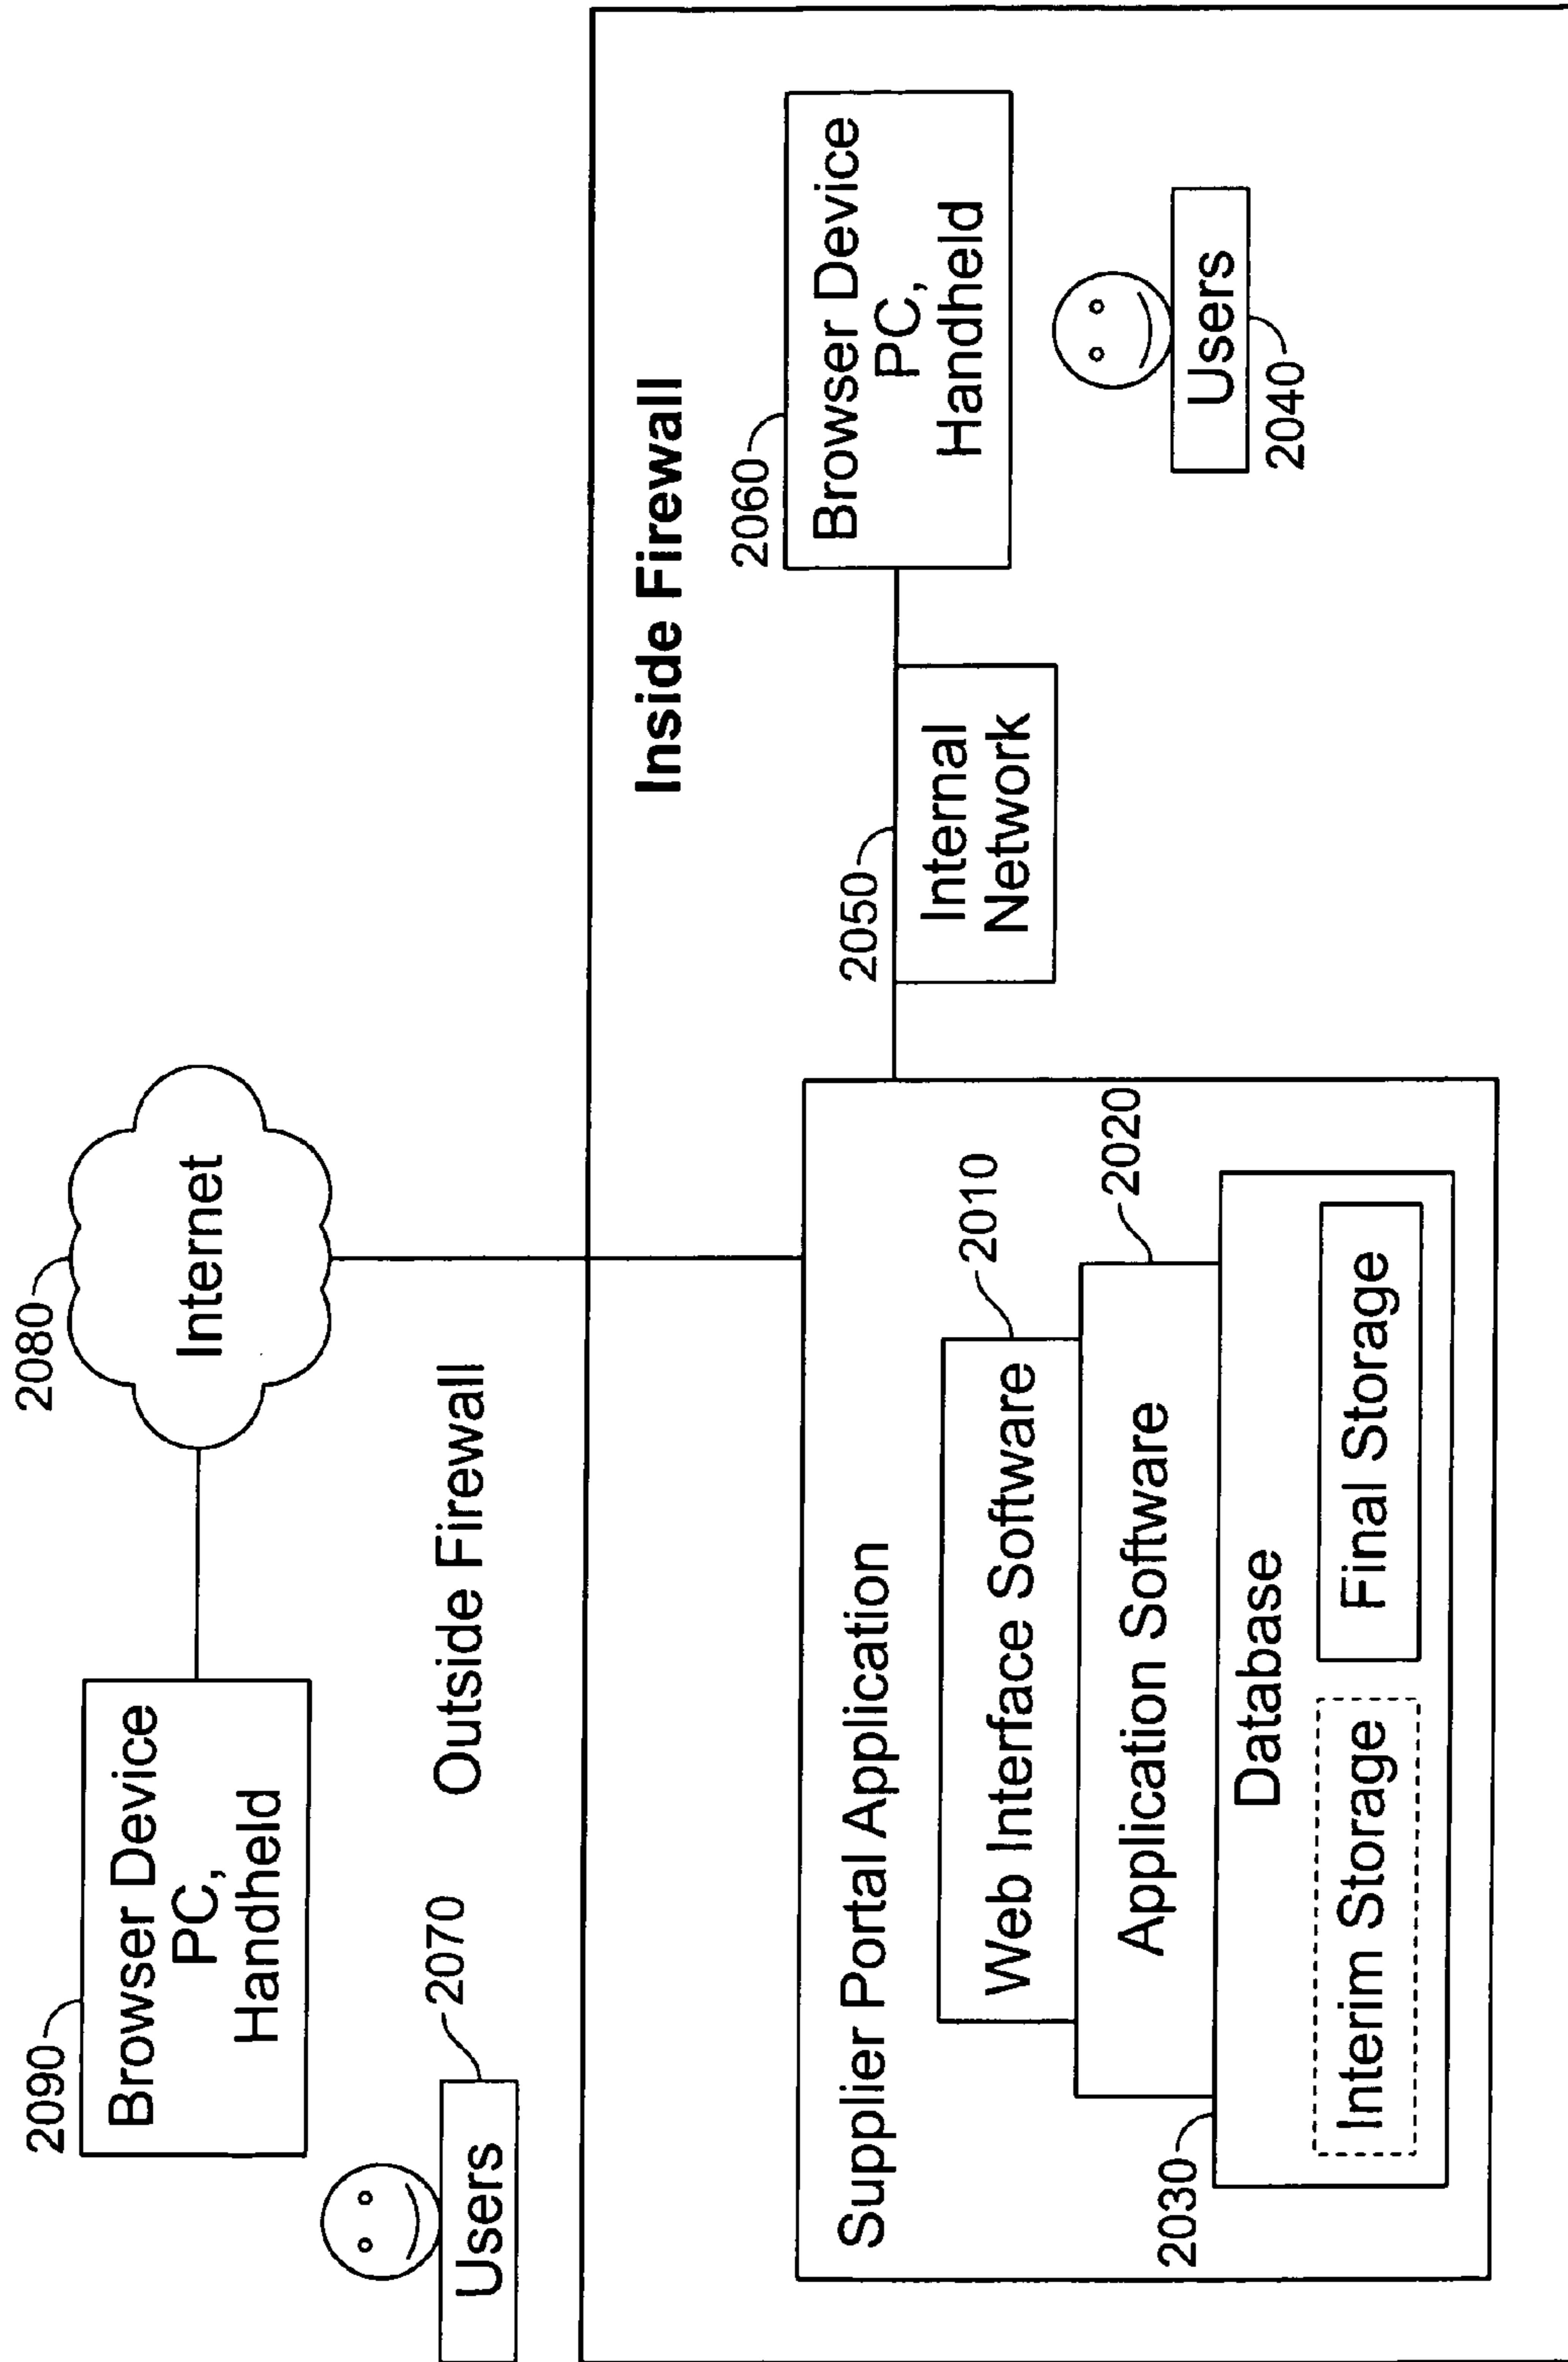 2090
Browser Device
PC,
Handheld
2080
Internet
Users
2070
Outside Firewall
Inside Firewall
Supplier Portal Application
Web Interface Software
2010
Application Software
2020
2030
Database
Interim Storage
Final Storage
2050
Internal
Network
2060
Browser Device
PC,
Handheld
Users
2040